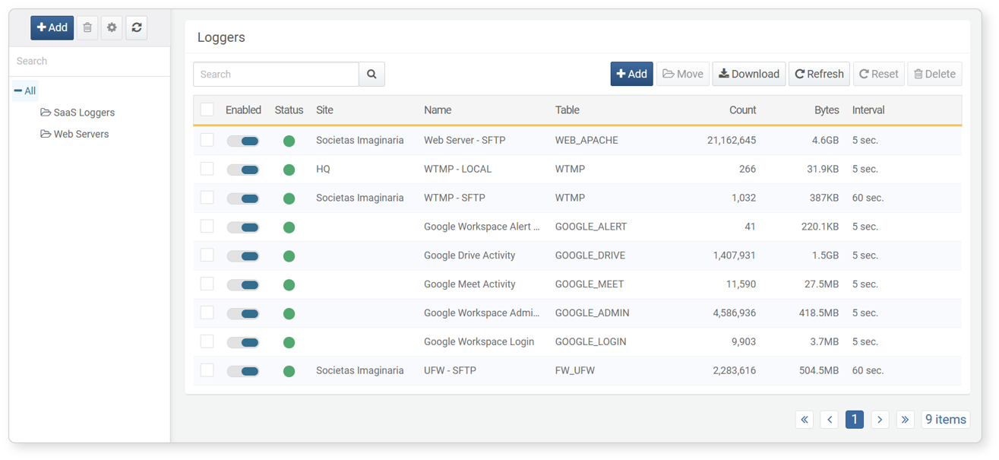 Add
Search
All
SaaS Loggers
Web Servers
Loggers
Search
Add Move Download Refresh Reset Delete
Enabled Status Site Name Table Count Bytes Interval
Societas Imaginaria Web Server - SFTP WEB_APACHE 21,162,645 4.6GB 5 sec.
HQ WTMP - LOCAL WTMP 266 31.9KB 5 sec.
Societas Imaginaria WTMP - SFTP WTMP 1,032 387KB 60 sec.
Google Workspace Alert ... GOOGLE_ALERT 41 220.1KB 5 sec.
Google Drive Activity GOOGLE_DRIVE 1,407,931 1.5GB 5 sec.
Google Meet Activity GOOGLE_MEET 11,590 27.5MB 5 sec.
Google Workspace Admi... GOOGLE_ADMIN 4,586,936 418.5MB 5 sec.
Google Workspace Login GOOGLE_LOGIN 9,903 3.7MB 5 sec.
Societas Imaginaria UFW - SFTP FW_UFW 2,283,616 504.5MB 60 sec.
« ‹ 1 › » 9 items